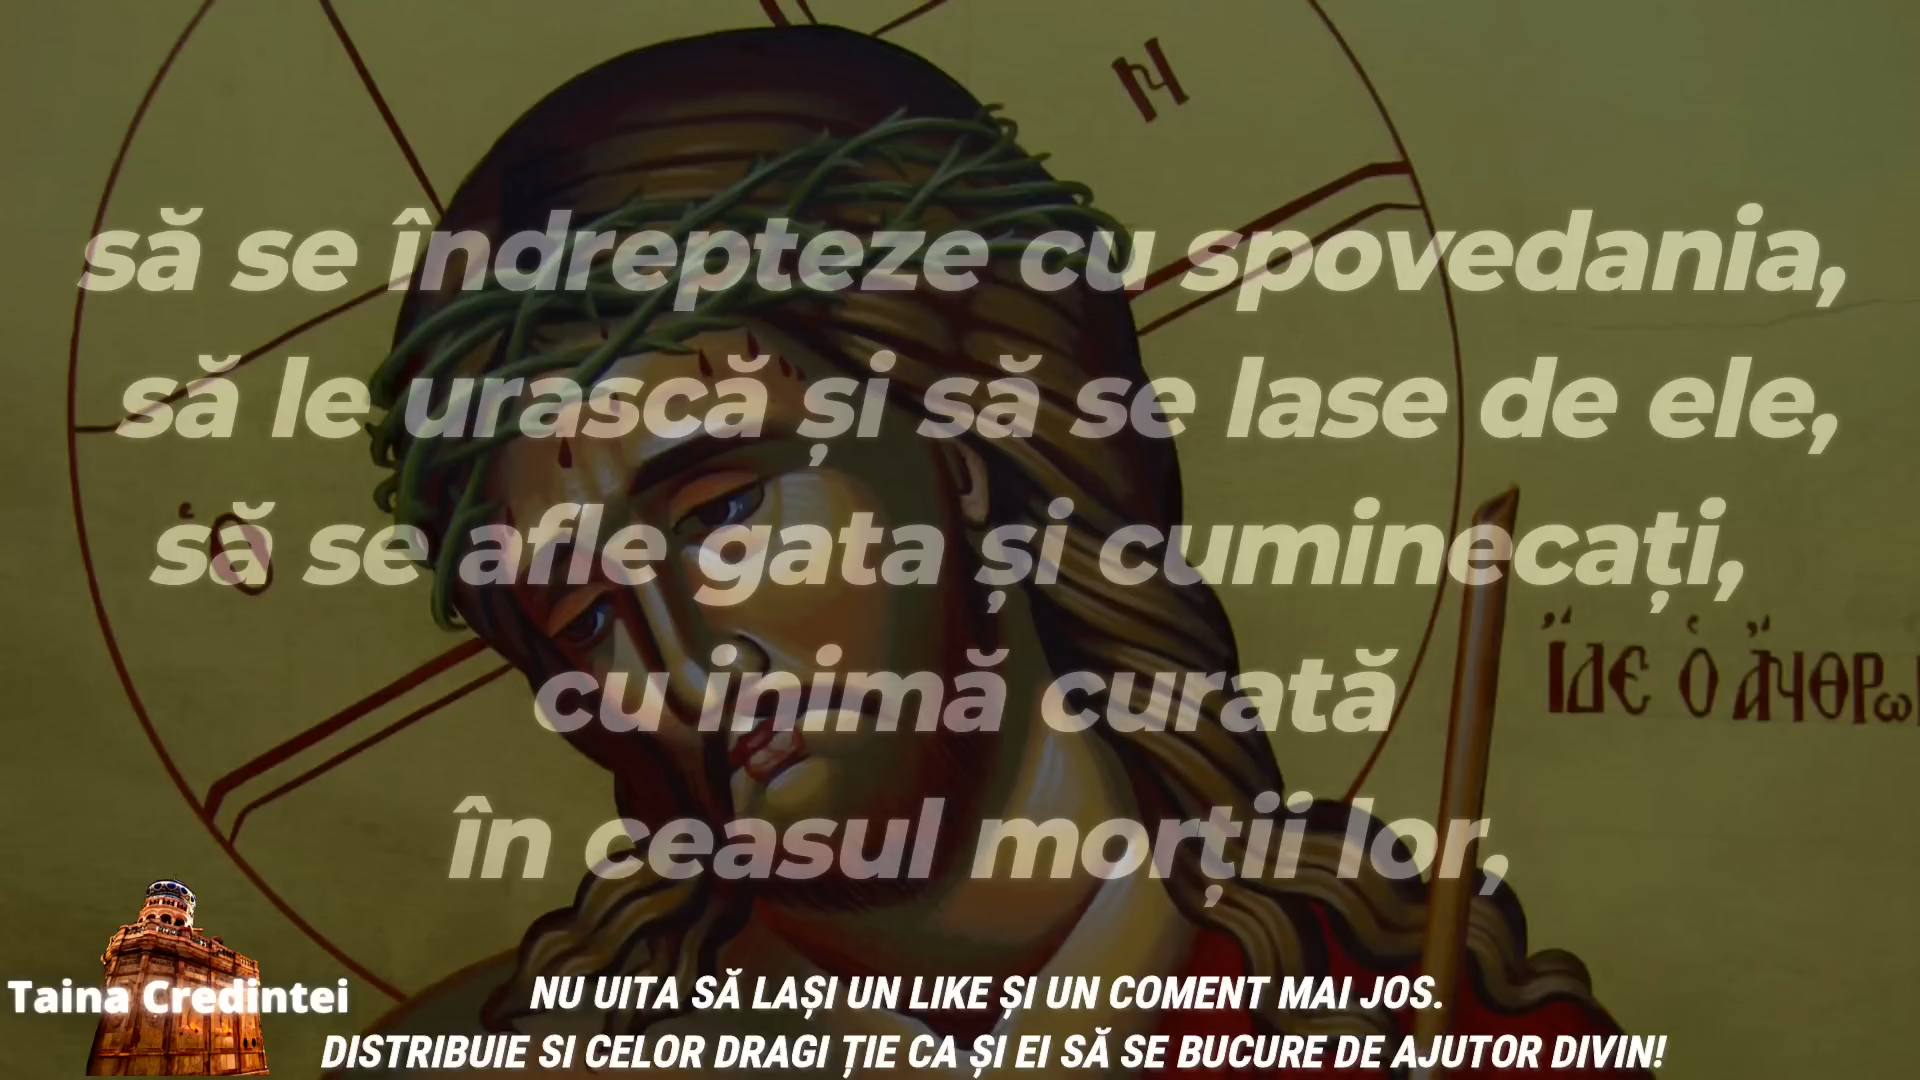 Ν
să se îndrepteze cu spovedania,
să le urască și să se lase de ele,
Ὁ
să se afle gata și cuminecați,
ἼΔΕ Ὁ ἌΝΘΡω
cu inimă curată
în ceasul morții lor,
Taina Credintei
NU UITA SĂ LAȘI UN LIKE ȘI UN COMENT MAI JOS.
DISTRIBUIE SI CELOR DRAGI ȚIE CA ȘI EI SĂ SE BUCURE DE AJUTOR DIVIN!